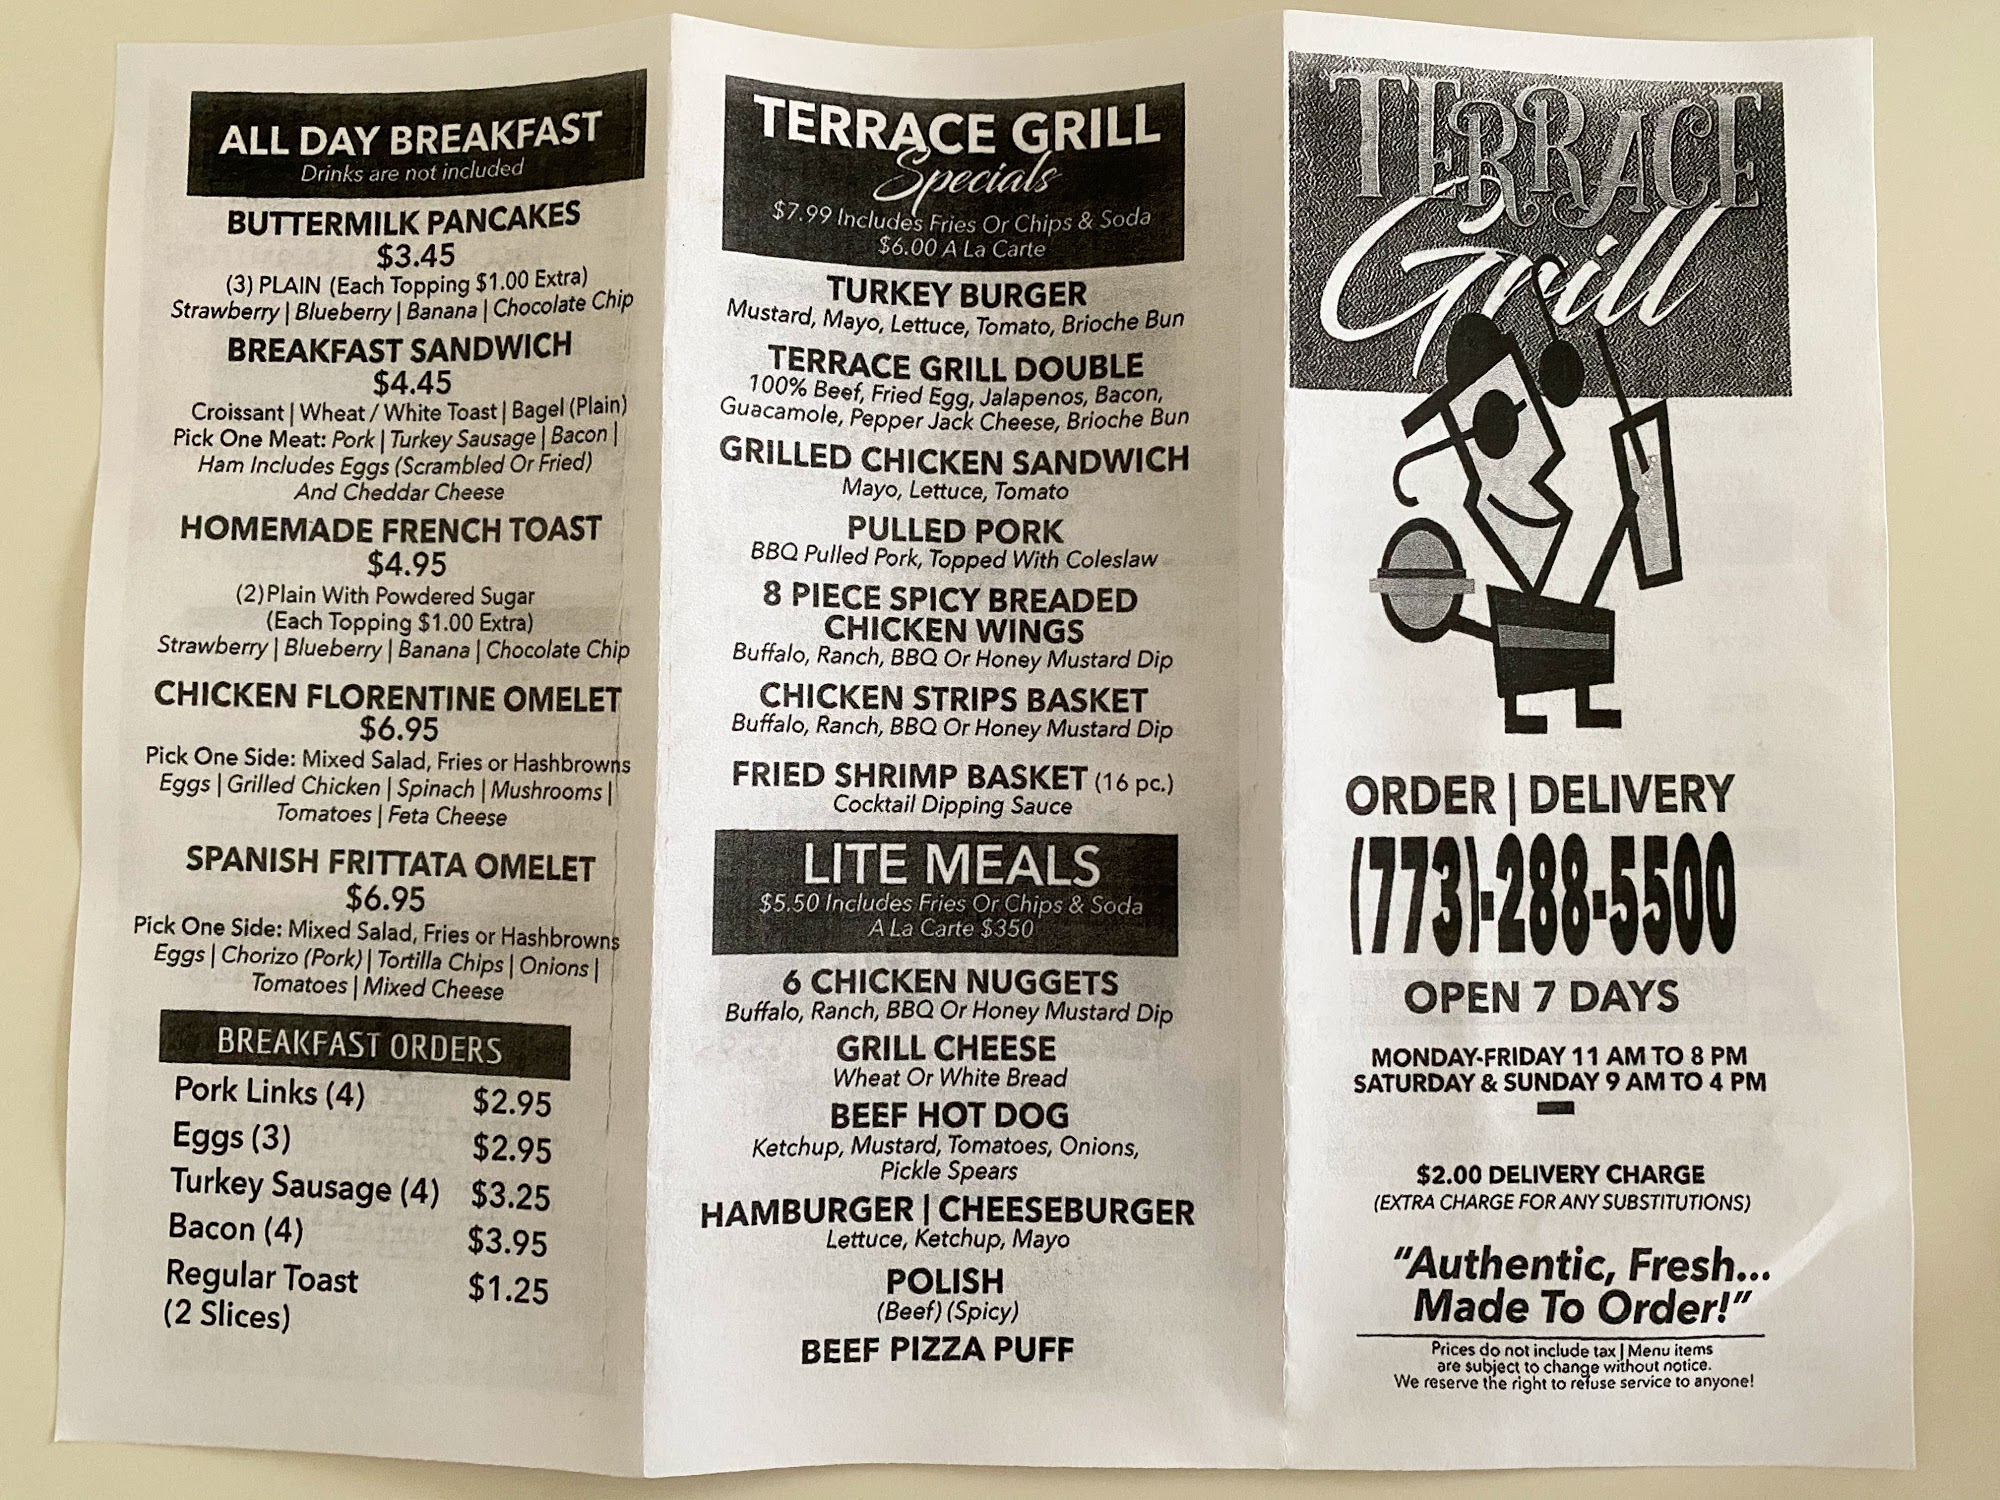 ALL DAY BREAKFAST
Drinks are not included
BUTTERMILK PANCAKES
$3.45
(3) PLAIN (Each Topping $1.00 Extra)
Strawberry | Blueberry | Banana | Chocolate Chip
BREAKFAST SANDWICH
$4.45
Croissant | Wheat / White Toast | Bagel (Plain)
Pick One Meat: Pork | Turkey Sausage | Bacon |
Ham Includes Eggs (Scrambled Or Fried)
And Cheddar Cheese
HOMEMADE FRENCH TOAST
$4.95
(2)Plain With Powdered Sugar
(Each Topping $1.00 Extra)
Strawberry | Blueberry | Banana | Chocolate Chip
CHICKEN FLORENTINE OMELET
$6.95
Pick One Side: Mixed Salad, Fries or Hashbrowns
Eggs | Grilled Chicken | Spinach | Mushrooms |
Tomatoes | Feta Cheese
SPANISH FRITTATA OMELET
$6.95
Pick One Side: Mixed Salad, Fries or Hashbrowns
Eggs | Chorizo (Pork) | Tortilla Chips | Onions |
Tomatoes | Mixed Cheese
BREAKFAST ORDERS
Pork Links (4) $2.95
Eggs (3) $2.95
Turkey Sausage (4) $3.25
Bacon (4) $3.95
Regular Toast $1.25
(2 Slices)
TERRACE GRILL
Specials
$7.99 Includes Fries Or Chips & Soda
$6.00 A La Carte
TURKEY BURGER
Mustard, Mayo, Lettuce, Tomato, Brioche Bun
TERRACE GRILL DOUBLE
100% Beef, Fried Egg, Jalapenos, Bacon,
Guacamole, Pepper Jack Cheese, Brioche Bun
GRILLED CHICKEN SANDWICH
Mayo, Lettuce, Tomato
PULLED PORK
BBQ Pulled Pork, Topped With Coleslaw
8 PIECE SPICY BREADED
CHICKEN WINGS
Buffalo, Ranch, BBQ Or Honey Mustard Dip
CHICKEN STRIPS BASKET
Buffalo, Ranch, BBQ Or Honey Mustard Dip
FRIED SHRIMP BASKET (16 pc.)
Cocktail Dipping Sauce
LITE MEALS
$5.50 Includes Fries Or Chips & Soda
A La Carte $350
6 CHICKEN NUGGETS
Buffalo, Ranch, BBQ Or Honey Mustard Dip
GRILL CHEESE
Wheat Or White Bread
BEEF HOT DOG
Ketchup, Mustard, Tomatoes, Onions,
Pickle Spears
HAMBURGER | CHEESEBURGER
Lettuce, Ketchup, Mayo
POLISH
(Beef) (Spicy)
BEEF PIZZA PUFF
TERRACE
Grill
ORDER | DELIVERY
(773)-288-5500
OPEN 7 DAYS
MONDAY-FRIDAY 11 AM TO 8 PM
SATURDAY & SUNDAY 9 AM TO 4 PM
$2.00 DELIVERY CHARGE
(EXTRA CHARGE FOR ANY SUBSTITUTIONS)
"Authentic, Fresh...
Made To Order!"
Prices do not include tax | Menu items
are subject to change without notice.
We reserve the right to refuse service to anyone!